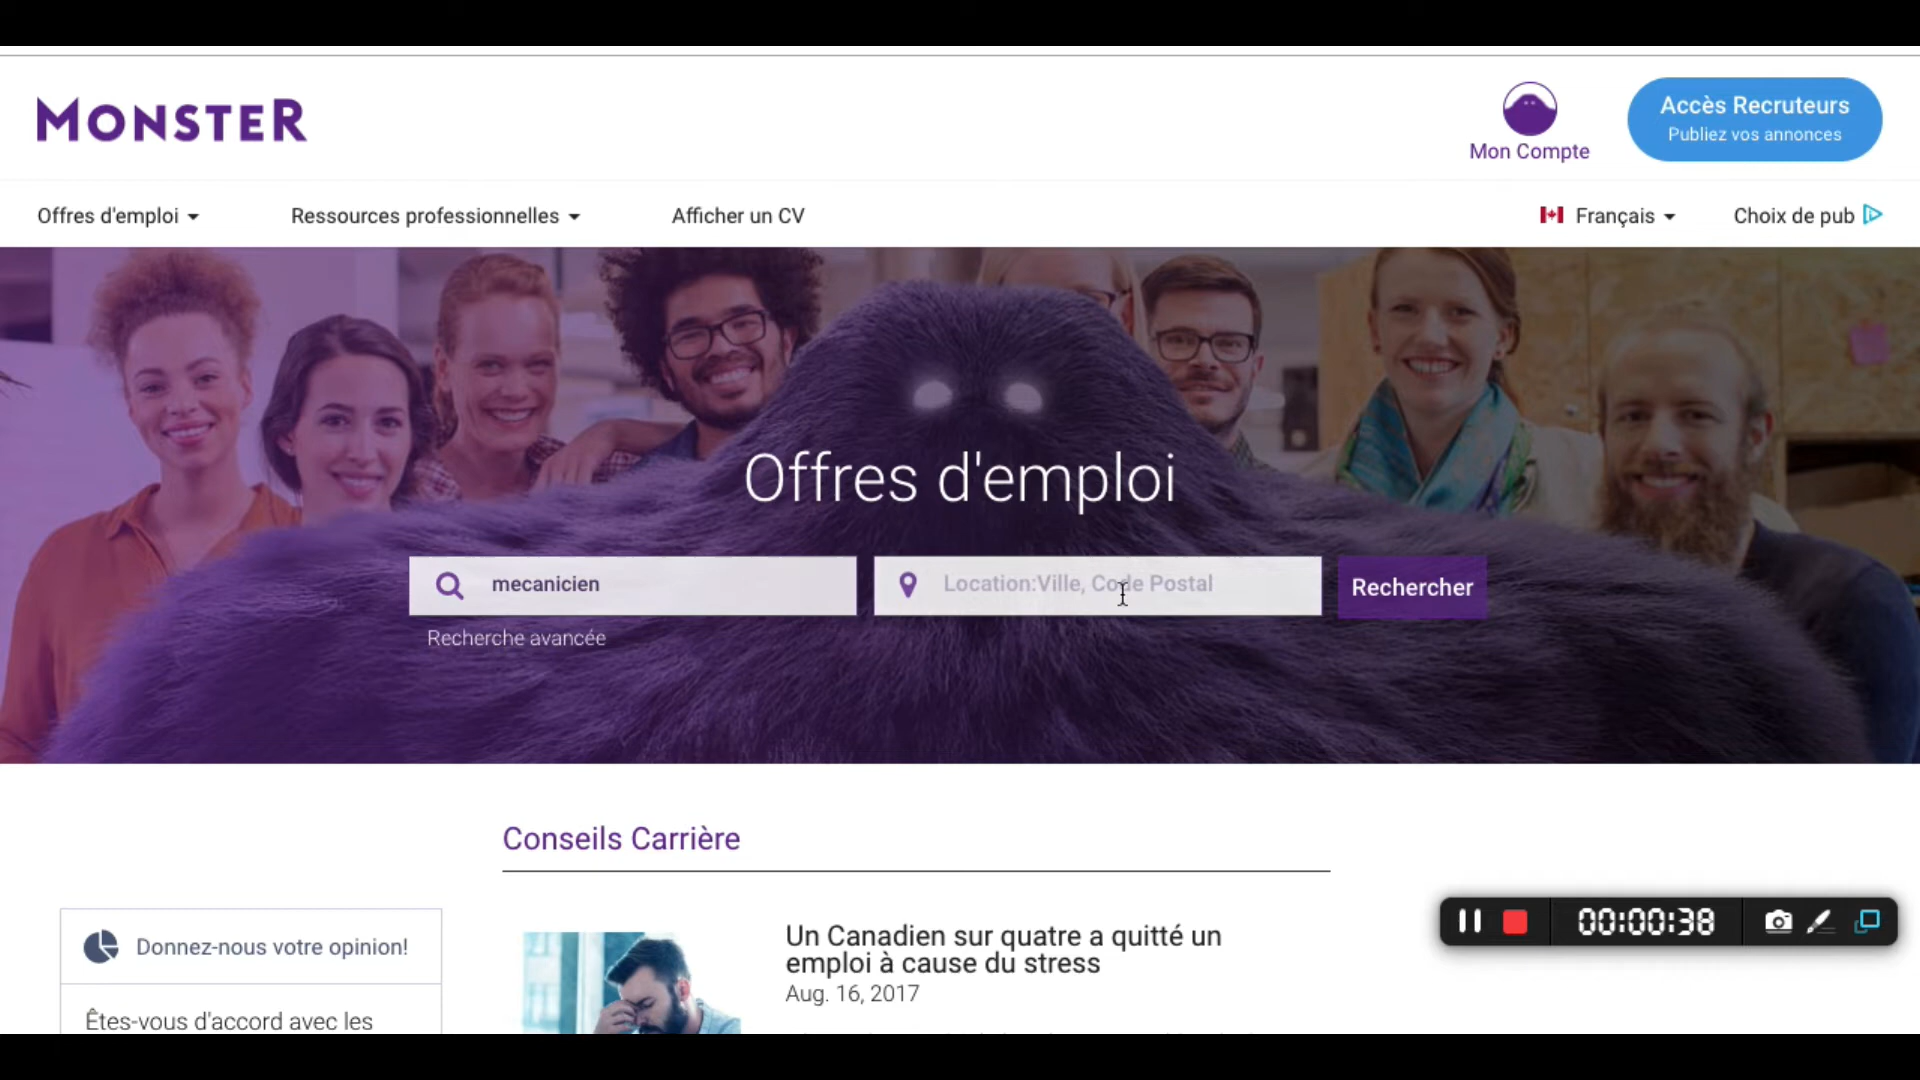 MONSTER
Mon Compte
Accès Recruteurs
Publiez vos annonces
Offres d'emploi
Ressources professionnelles
Afficher un CV
Français
Choix de pub
Offres d'emploi
mecanicien
Location:Ville, Code Postal
Rechercher
Recherche avancée
Conseils Carrière
Donnez-nous votre opinion!
Êtes-vous d'accord avec les
Un Canadien sur quatre a quitté un
emploi à cause du stress
Aug. 16, 2017
00:00:38